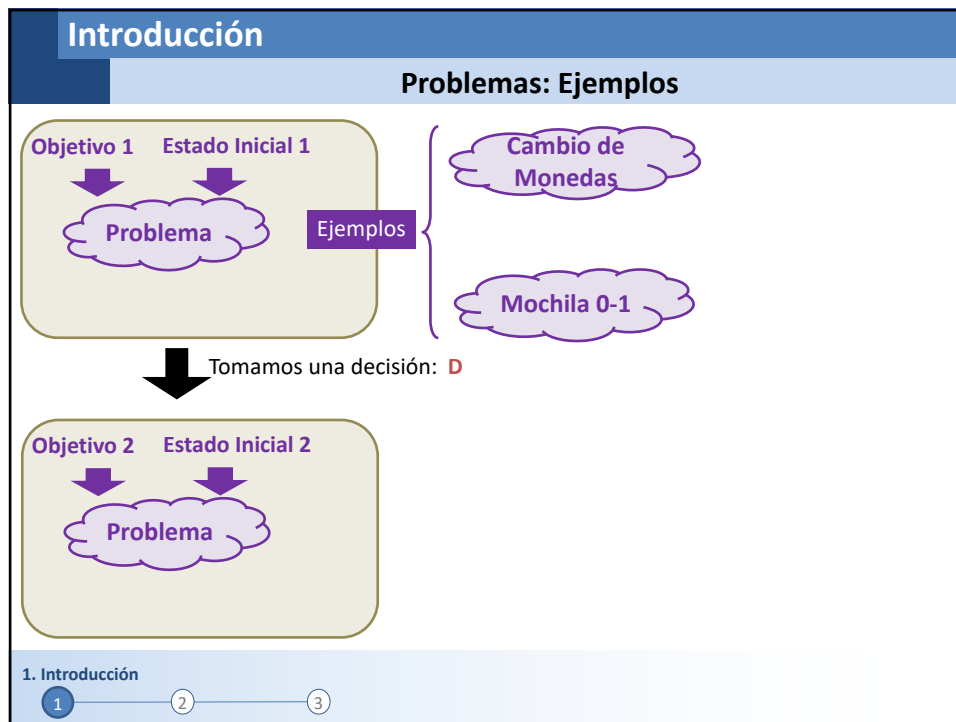 Introducción
Problemas: Ejemplos
Objetivo 1
Estado Inicial 1
Problema
Ejemplos
Cambio de
Monedas
Mochila 0-1
Tomamos una decisión: D
Objetivo 2
Estado Inicial 2
Problema
1. Introducción
1
2
3